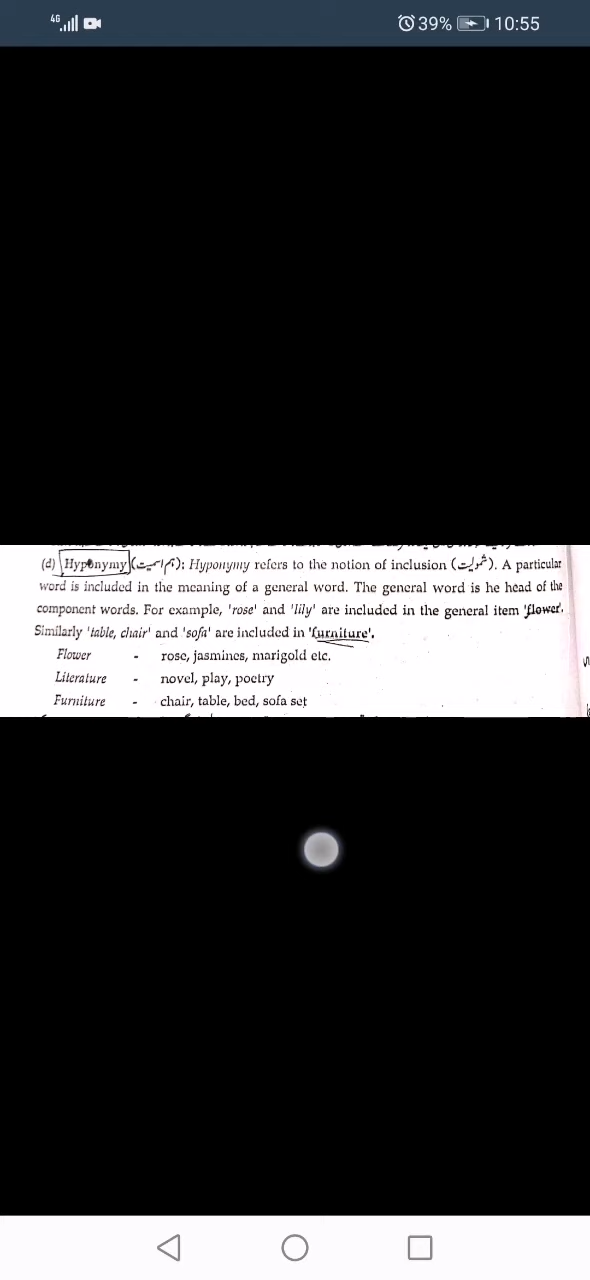 4G 39% 10:55
(d) Hyponymy (ہم اسمیت): Hyponymy refers to the notion of inclusion (شمولیت). A particular
word is included in the meaning of a general word. The general word is he head of the
component words. For example, 'rose' and 'lily' are included in the general item 'flower'.
Similarly 'table, chair' and 'sofa' are included in 'furniture'.
Flower - rose, jasmines, marigold etc.
Literature - novel, play, poetry
Furniture - chair, table, bed, sofa set